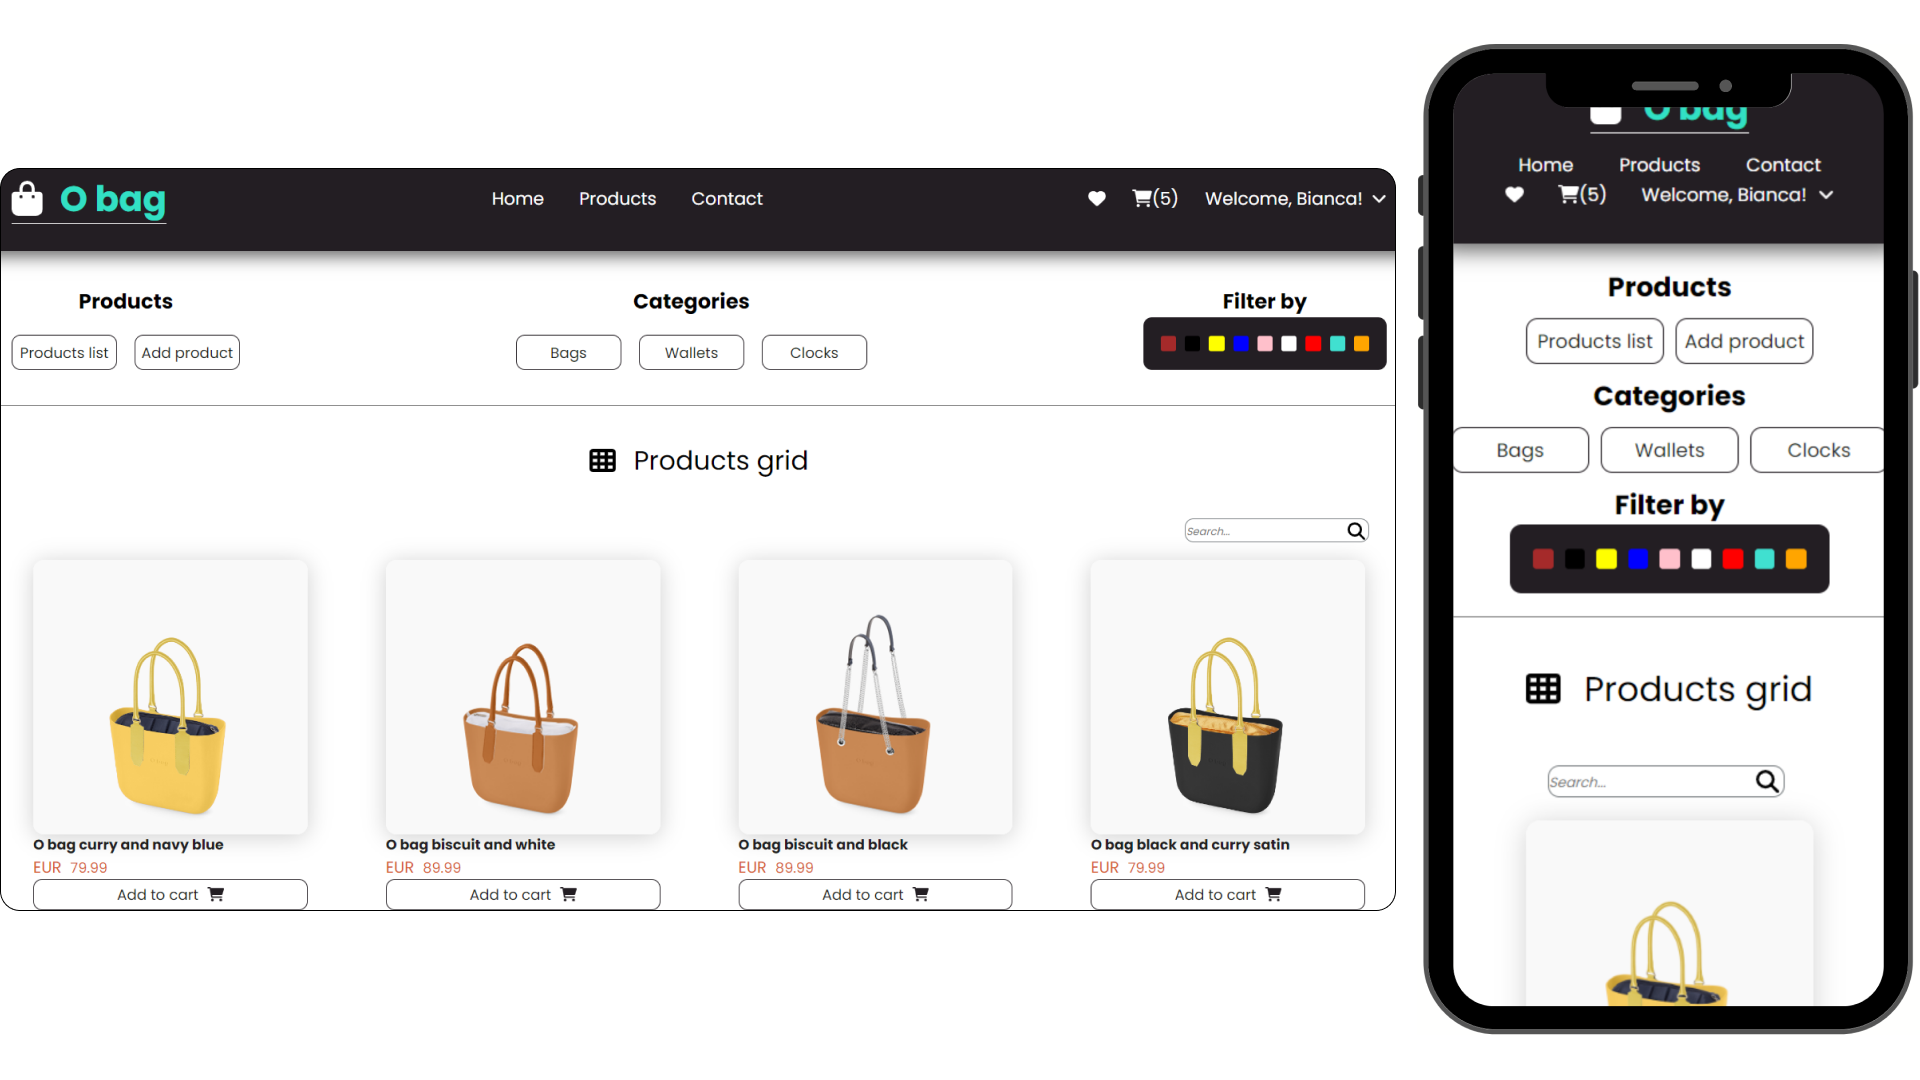 O bag Home Products Contact (5) Welcome, Bianca!
Products Categories Filter by
Products list Add product Bags Wallets Clocks
Products grid
Search...
O bag curry and navy blue O bag biscuit and white O bag biscuit and black O bag black and curry satin
EUR 79.99 EUR 89.99 EUR 89.99 EUR 79.99
Add to cart Add to cart Add to cart Add to cart
O bag
Home Products Contact
(5) Welcome, Bianca!
Products
Products list Add product
Categories
Bags Wallets Clocks
Filter by
Products grid
Search...